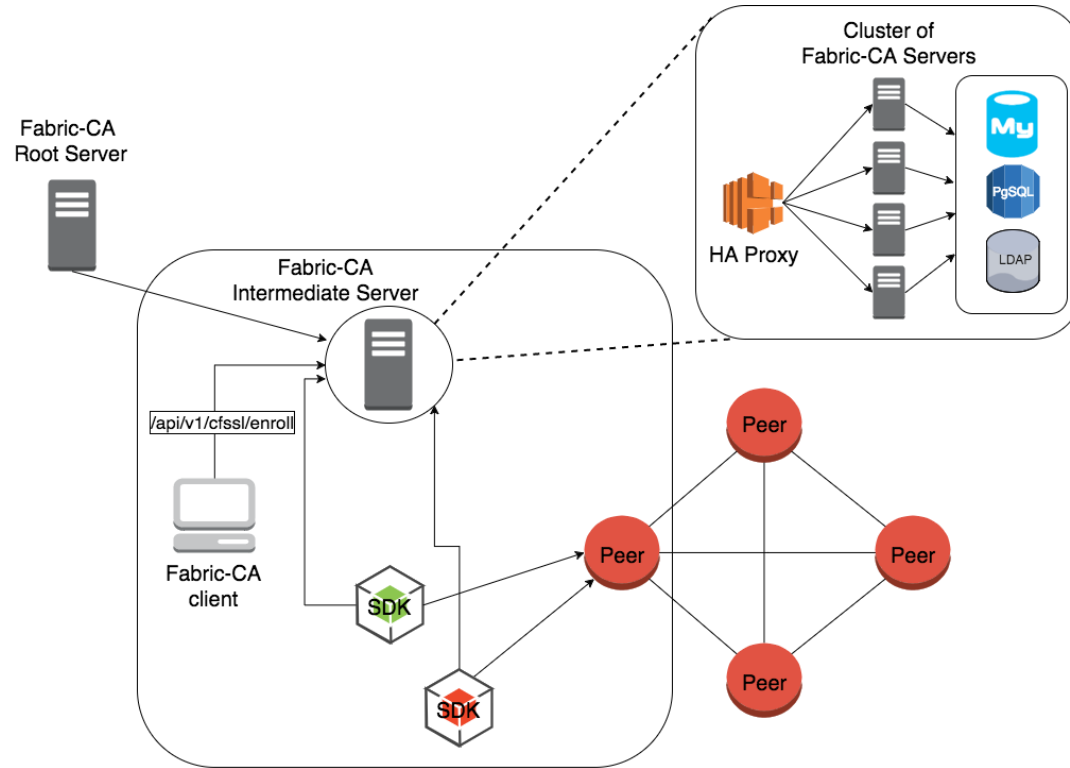 Cluster of
Fabric-CA Servers
My
PgSQL
LDAP
HA Proxy
Fabric-CA
Root Server
Fabric-CA
Intermediate Server
/api/v1/cfssl/enroll
Fabric-CA
client
SDK
SDK
Peer
Peer
Peer
Peer